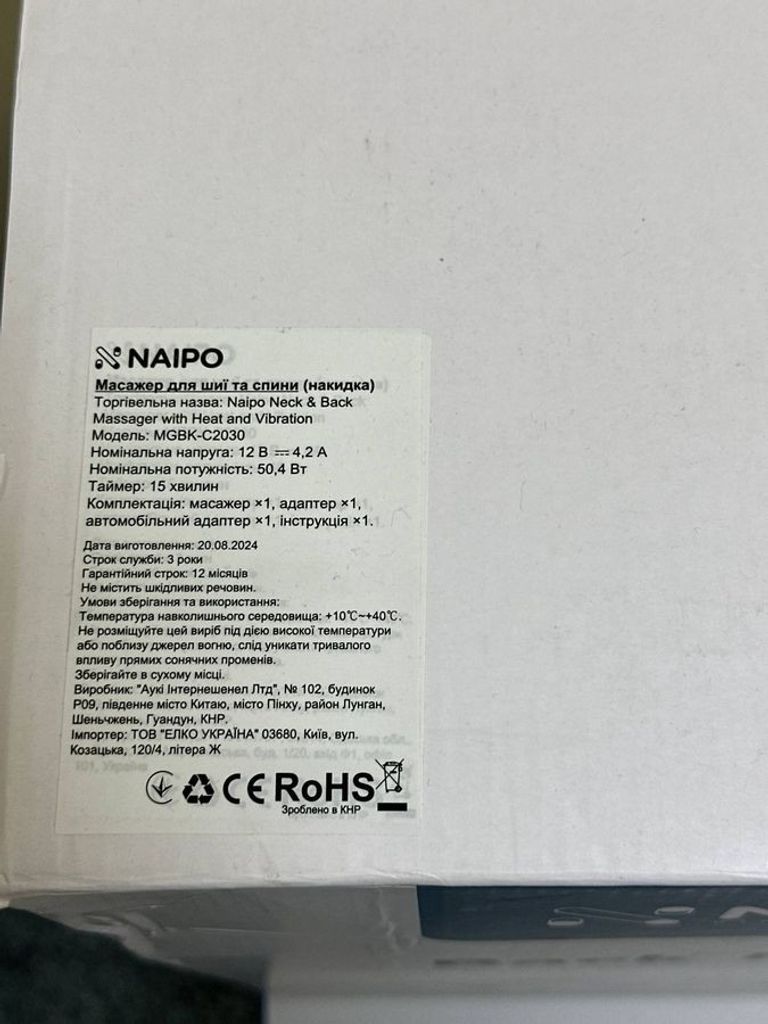 NAIPO
Масажер для шиї та спини (накидка)
Торгівельна назва: Naipo Neck & Back
Massager with Heat and Vibration
Модель: MGBK-C2030
Номінальна напруга: 12 В ⎓ 4,2 А
Номінальна потужність: 50,4 Вт
Таймер: 15 хвилин
Комплектація: масажер ×1, адаптер ×1,
автомобільний адаптер ×1, інструкція ×1.
Дата виготовлення: 20.08.2024
Строк служби: 3 роки
Гарантійний строк: 12 місяців
Не містить шкідливих речовин.
Умови зберігання та використання:
Температура навколишнього середовища: +10℃~+40℃.
Не розміщуйте цей виріб під дією високої температури
або поблизу джерел вогню, слід уникати тривалого
впливу прямих сонячних променів.
Зберігайте в сухому місці.
Виробник: "Аукі Інтернешенел Лтд", № 102, будинок
P09, південне місто Китаю, місто Пінху, район Лунган,
Шеньчжень, Гуандун, КНР.
Імпортер: ТОВ "ЕЛКО УКРАЇНА" 03680, Київ, вул.
Козацька, 120/4, літера Ж
CE RoHS
Зроблено в КНР